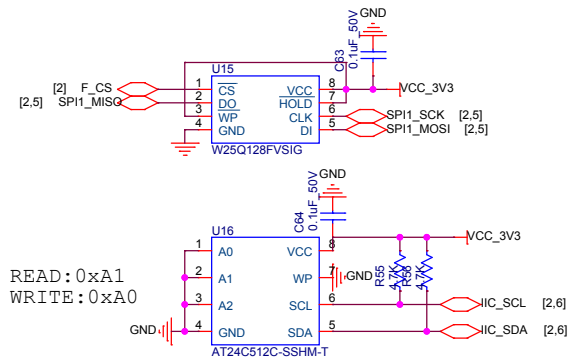 GND
C63
0.1uF_50V
U15
[2] F_CS 1 CS VCC 8 VCC_3V3
[2,5] SPI1_MISO 2 DO HOLD 7
3 WP CLK 6 SPI1_SCK [2,5]
4 GND DI 5 SPI1_MOSI [2,5]
W25Q128FVSIG
GND
C64
0.1uF_50V
U16
1 A0 VCC 8 VCC_3V3
2 A1 WP 7 GND
R55
4.7K
R56
4.7K
READ:0xA1
WRITE:0xA0
3 A2 SCL 6 IIC_SCL [2,6]
GND 4 GND SDA 5 IIC_SDA [2,6]
AT24C512C-SSHM-T